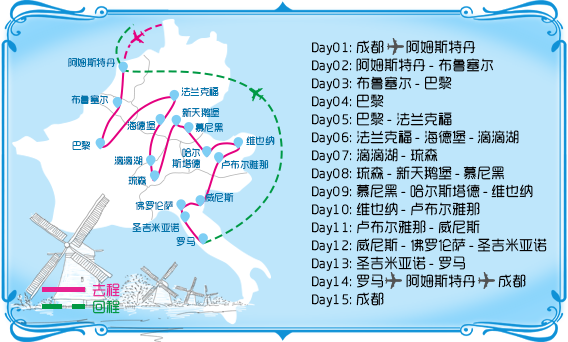 阿姆斯特丹
布鲁塞尔
巴黎
法兰克福
新天鹅堡
海德堡
慕尼黑
维也纳
哈尔
斯塔德
卢布尔雅那
滴滴湖
琉森
威尼斯
佛罗伦萨
圣吉米亚诺
罗马
去程
回程
Day01: 成都 ✈ 阿姆斯特丹
Day02: 阿姆斯特丹 - 布鲁塞尔
Day03: 布鲁塞尔 - 巴黎
Day04: 巴黎
Day05: 巴黎 - 法兰克福
Day06: 法兰克福 - 海德堡 - 滴滴湖
Day07: 滴滴湖 - 琉森
Day08: 琉森 - 新天鹅堡 - 慕尼黑
Day09: 慕尼黑 - 哈尔斯塔德 - 维也纳
Day10: 维也纳 - 卢布尔雅那
Day11: 卢布尔雅那 - 威尼斯
Day12: 威尼斯 - 佛罗伦萨 - 圣吉米亚诺
Day13: 圣吉米亚诺 - 罗马
Day14: 罗马 ✈ 阿姆斯特丹 ✈ 成都
Day15: 成都